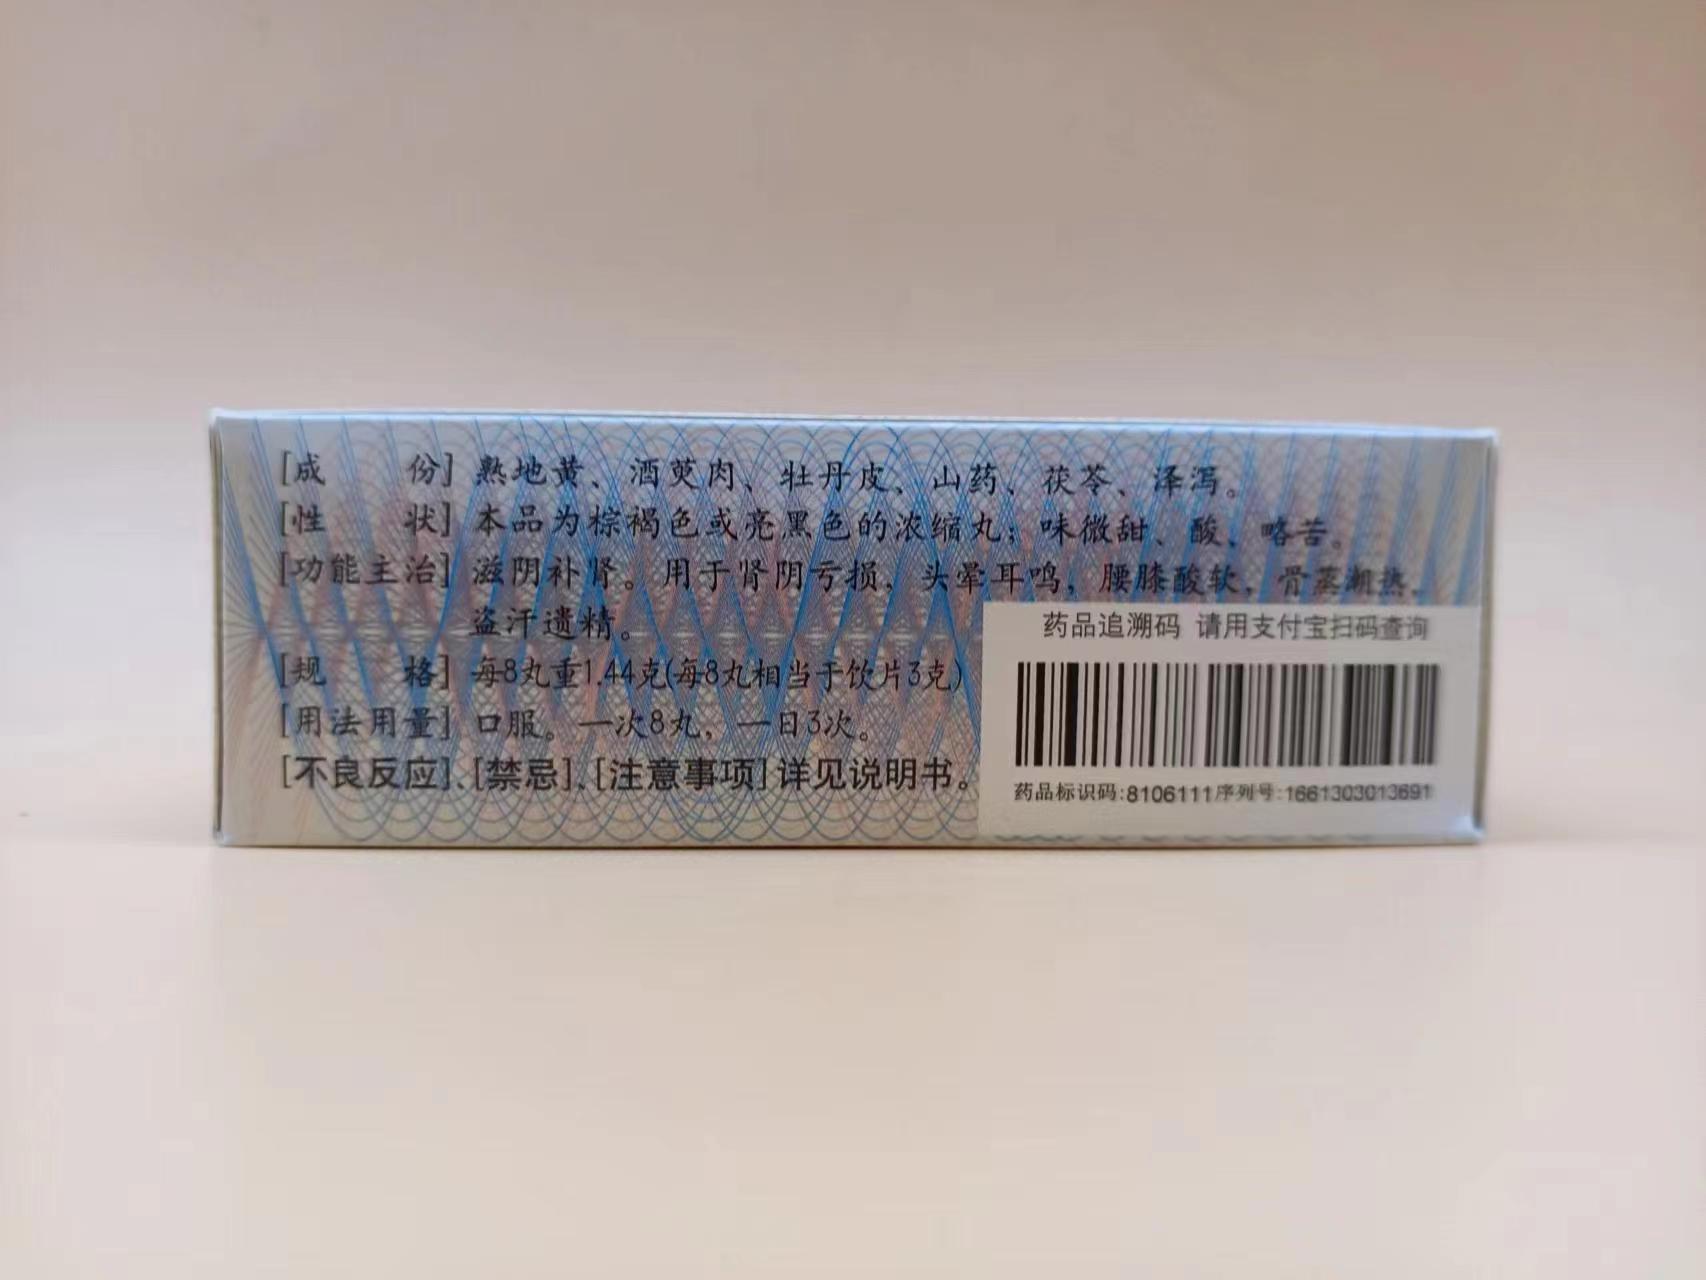 [成份] 熟地黄、酒萸肉、牡丹皮、山药、茯苓、泽泻。
[性状] 本品为棕褐色或亮黑色的浓缩丸；味微甜、酸、略苦。
[功能主治] 滋阴补肾。用于肾阴亏损，头晕耳鸣，腰膝酸软，骨蒸潮热，
盗汗遗精。
[规格] 每8丸重1.44克(每8丸相当于饮片3克)
[用法用量] 口服。一次8丸，一日3次。
[不良反应]、[禁忌]、[注意事项]详见说明书。
药品追溯码 请用支付宝扫码查询
药品标识码:8106111序列号:1661303013691